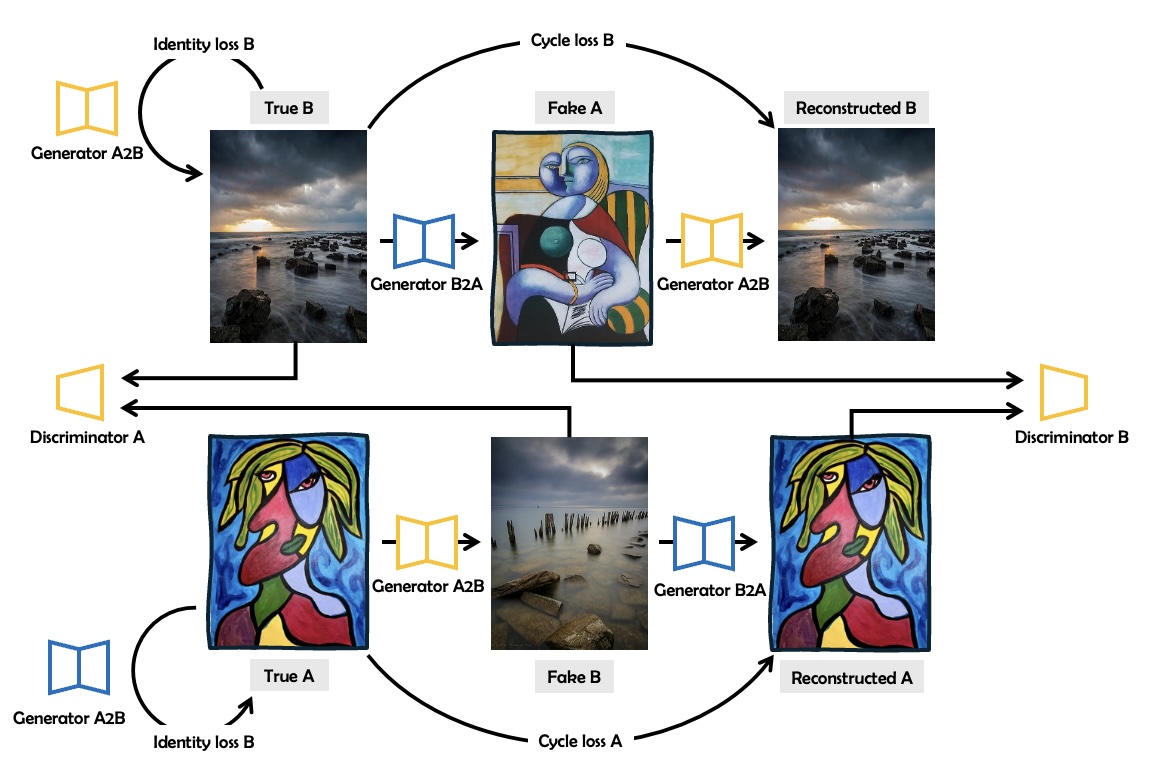 Identity loss B
Cycle loss B
True B
Fake A
Reconstructed B
Generator A2B
Generator B2A
Generator A2B
Discriminator A
Discriminator B
Generator A2B
Generator B2A
True A
Fake B
Reconstructed A
Generator A2B
Identity loss B
Cycle loss A